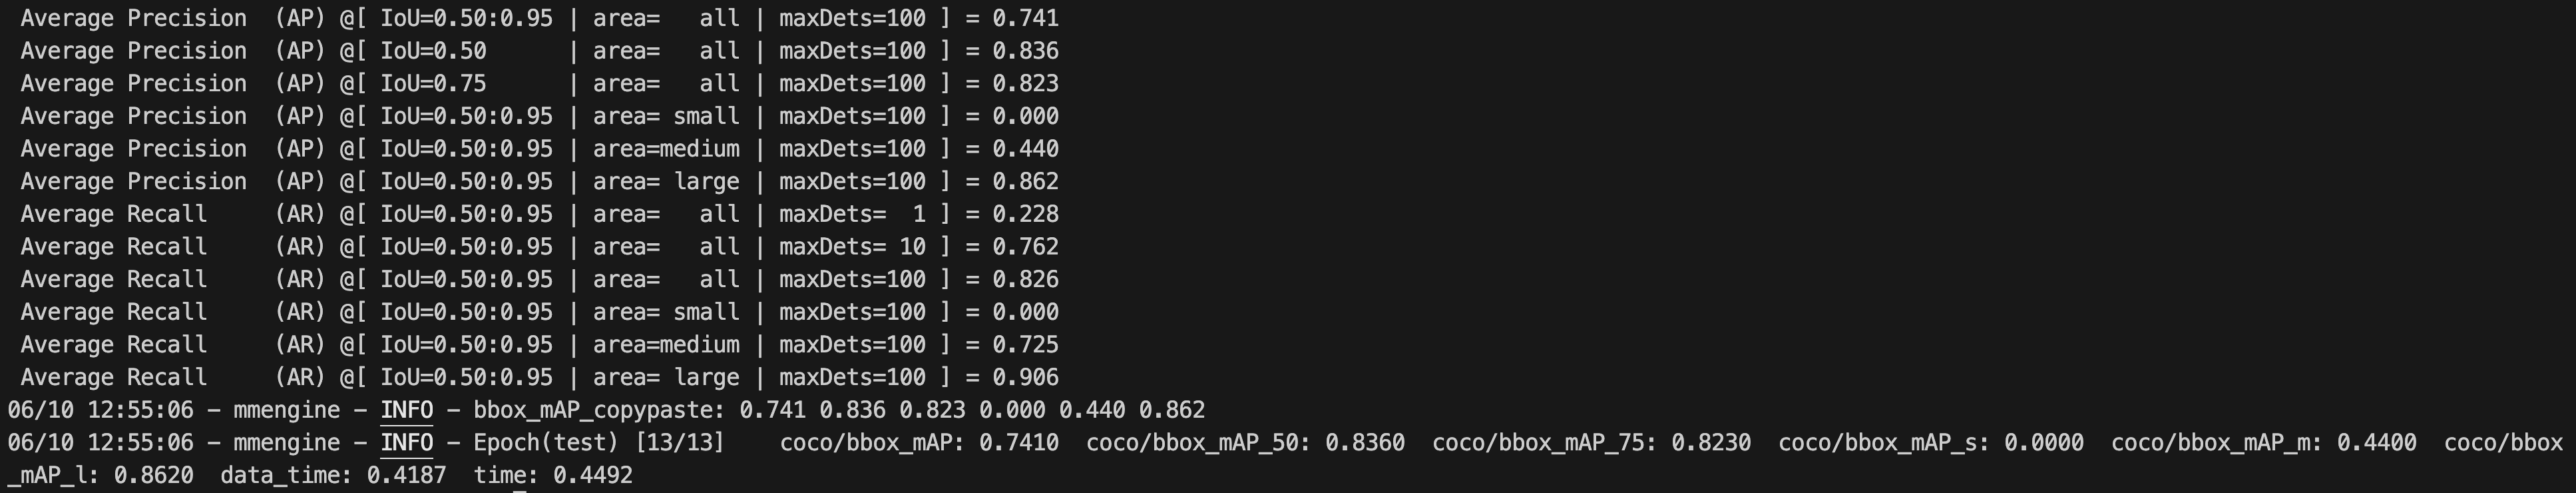 Average Precision  (AP) @[ IoU=0.50:0.95 | area=   all | maxDets=100 ] = 0.741
Average Precision  (AP) @[ IoU=0.50      | area=   all | maxDets=100 ] = 0.836
Average Precision  (AP) @[ IoU=0.75      | area=   all | maxDets=100 ] = 0.823
Average Precision  (AP) @[ IoU=0.50:0.95 | area= small | maxDets=100 ] = 0.000
Average Precision  (AP) @[ IoU=0.50:0.95 | area=medium | maxDets=100 ] = 0.440
Average Precision  (AP) @[ IoU=0.50:0.95 | area= large | maxDets=100 ] = 0.862
Average Recall     (AR) @[ IoU=0.50:0.95 | area=   all | maxDets=  1 ] = 0.228
Average Recall     (AR) @[ IoU=0.50:0.95 | area=   all | maxDets= 10 ] = 0.762
Average Recall     (AR) @[ IoU=0.50:0.95 | area=   all | maxDets=100 ] = 0.826
Average Recall     (AR) @[ IoU=0.50:0.95 | area= small | maxDets=100 ] = 0.000
Average Recall     (AR) @[ IoU=0.50:0.95 | area=medium | maxDets=100 ] = 0.725
Average Recall     (AR) @[ IoU=0.50:0.95 | area= large | maxDets=100 ] = 0.906
06/10 12:55:06 - mmengine - INFO - bbox_mAP_copypaste: 0.741 0.836 0.823 0.000 0.440 0.862
06/10 12:55:06 - mmengine - INFO - Epoch(test) [13/13]    coco/bbox_mAP: 0.7410  coco/bbox_mAP_50: 0.8360  coco/bbox_mAP_75: 0.8230  coco/bbox_mAP_s: 0.0000  coco/bbox_mAP_m: 0.4400  coco/bbox
_mAP_l: 0.8620  data_time: 0.4187  time: 0.4492